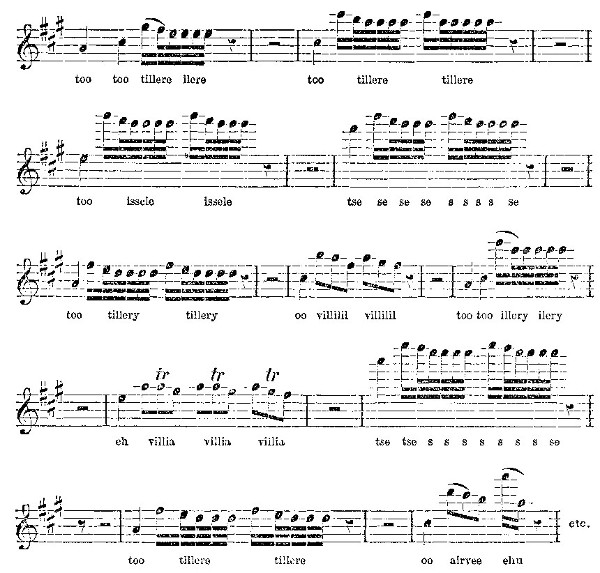 too too tillere llere too tillere tillere
too issele issele tse se se se s s s s se
too tillery tillery oo villilil villilil too too illery ilery
tr tr tr
eh villia villia villia tse tse s s s s s s se
etc.
too tillere tillere oo airvee ehu